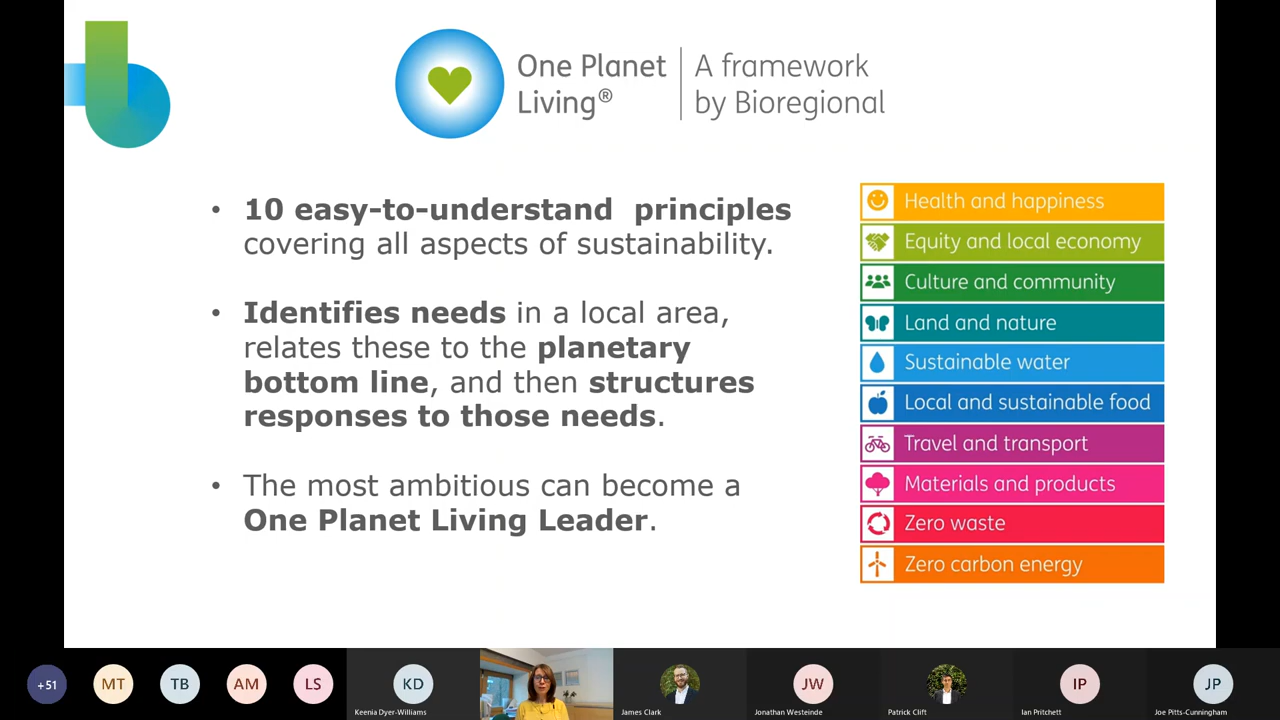 One Planet
Living®
A framework
by Bioregional
• 10 easy-to-understand principles
covering all aspects of sustainability.
• Identifies needs in a local area,
relates these to the planetary
bottom line, and then structures
responses to those needs.
• The most ambitious can become a
One Planet Living Leader.
Health and happiness
Equity and local economy
Culture and community
Land and nature
Sustainable water
Local and sustainable food
Travel and transport
Materials and products
Zero waste
Zero carbon energy
+51
MT
TB
AM
LS
KD
Keenia Dyer-Williams
James Clark
JW
Jonathan Westeinde
Patrick Clift
IP
Ian Pritchett
JP
Joe Pitts-Cunningham